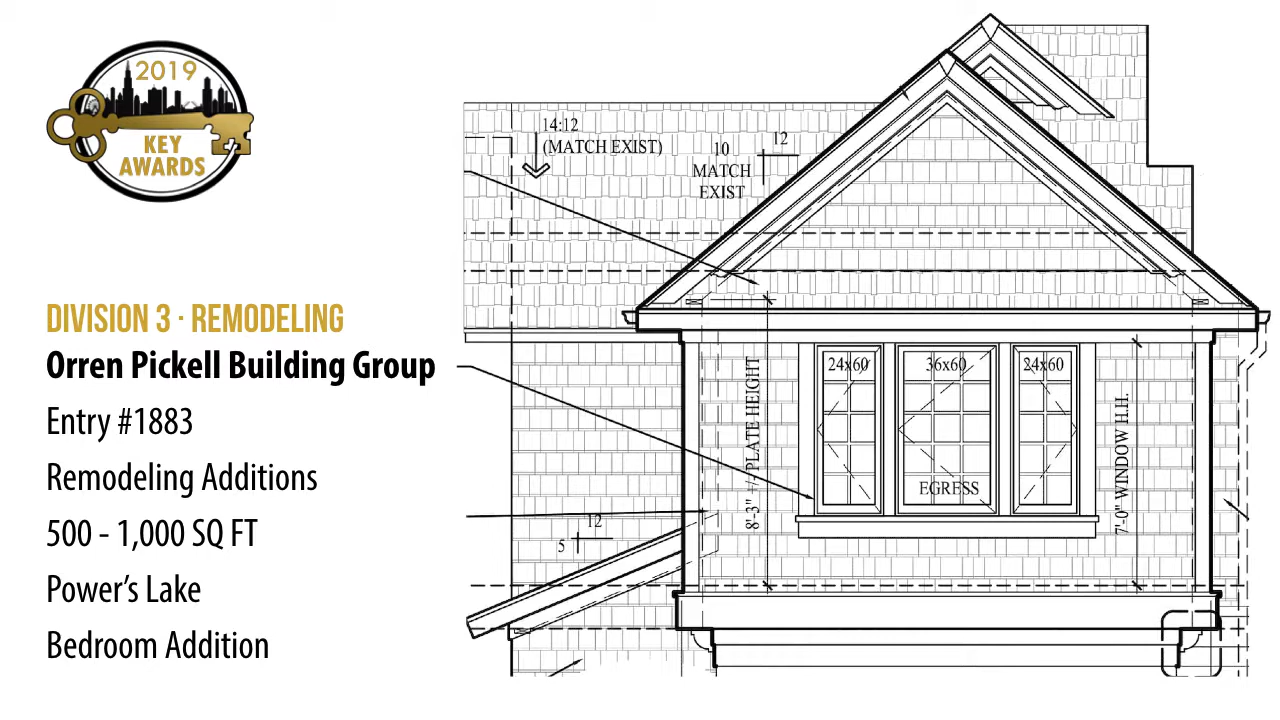 2019
KEY
AWARDS
DIVISION 3 · REMODELING
Orren Pickell Building Group
Entry #1883
Remodeling Additions
500 - 1,000 SQ FT
Power’s Lake
Bedroom Addition
14:12
(MATCH EXIST)
12
10
MATCH
EXIST
24x60
36x60
24x60
EGRESS
8'-3" +/- PLATE HEIGHT
7'-0" WINDOW H.H.
12
5